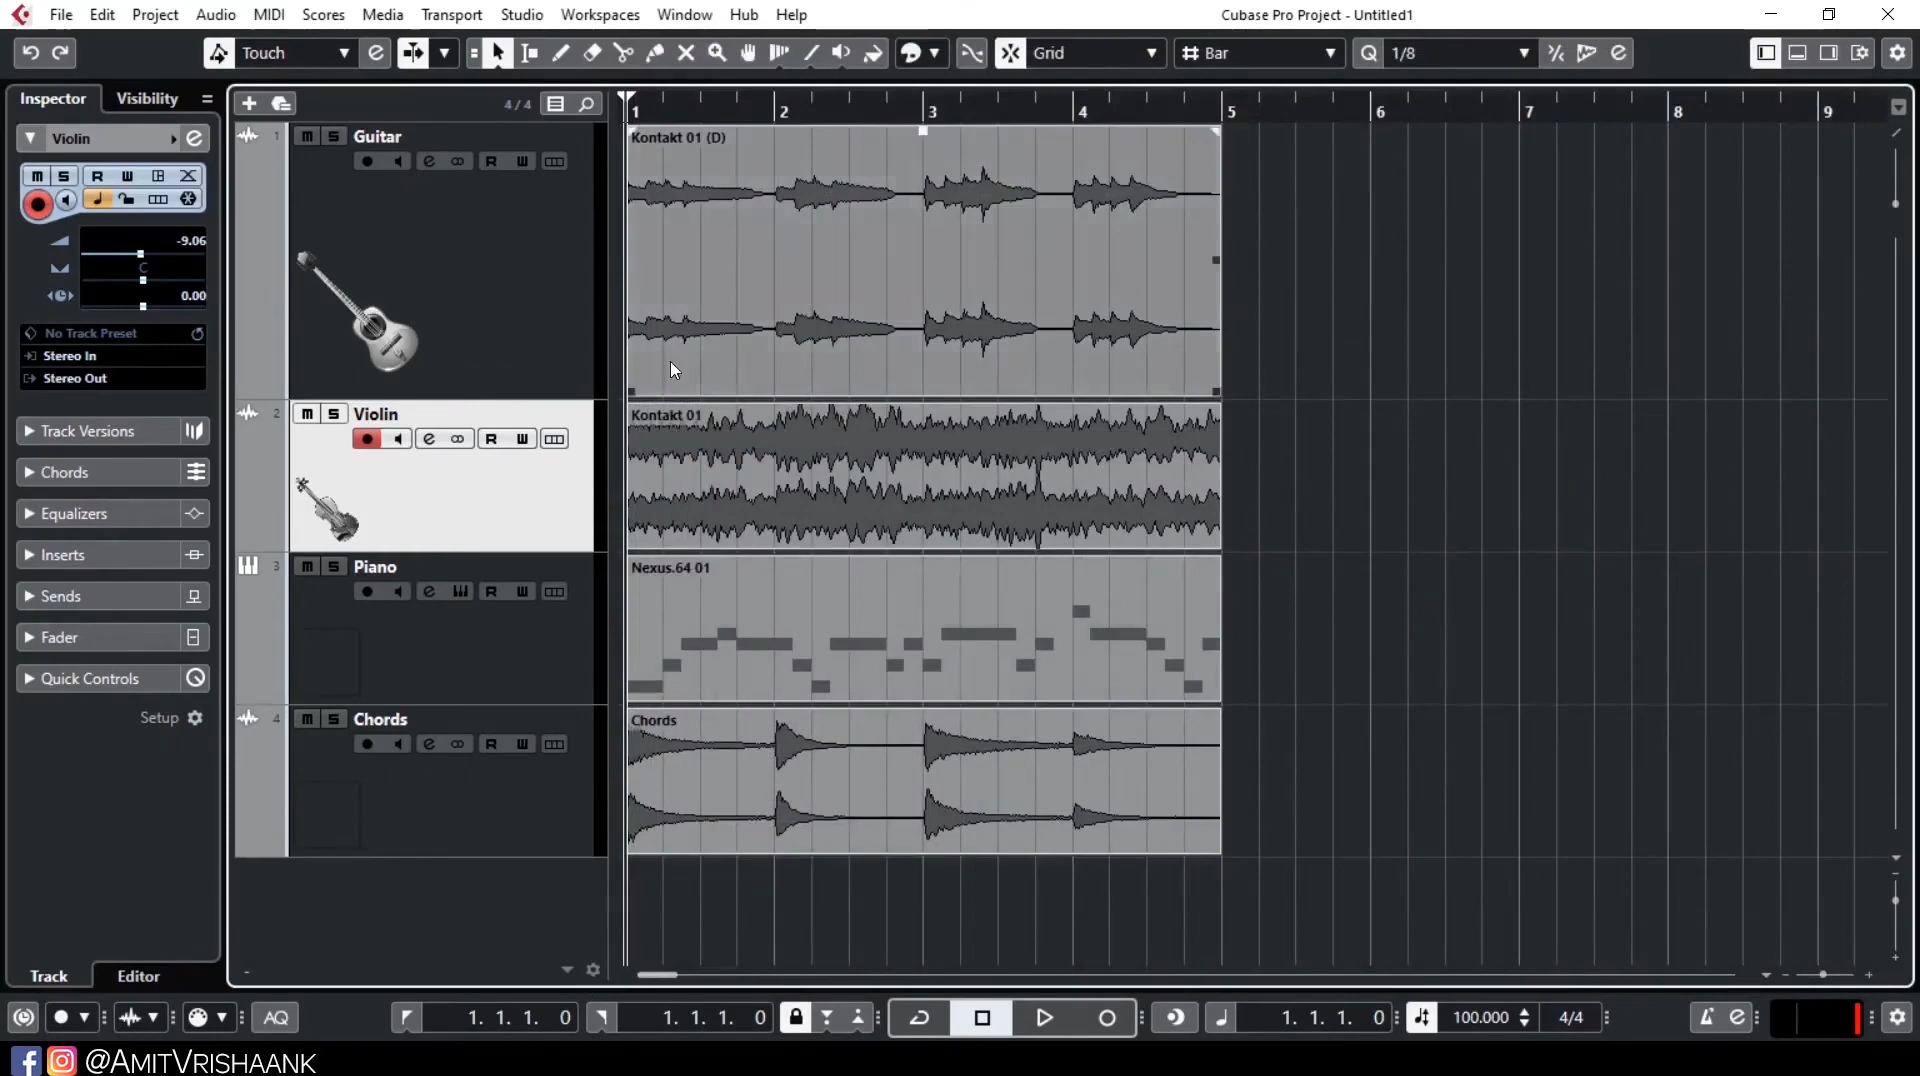 File Edit Project Audio MIDI Scores Media Transport Studio Workspaces Window Hub Help
Cubase Pro Project - Untitled1
Touch
Grid
Bar
Q 1/8
Inspector Visibility
4 / 4
1 2 3 4 5 6 7 8 9
Violin
M S R W
-9.06
C
0.00
No Track Preset
Stereo In
Stereo Out
Track Versions
Chords
Equalizers
Inserts
Sends
Fader
Quick Controls
Setup
1 M S Guitar
R W
Kontakt 01 (D)
2 M S Violin
R W
Kontakt 01
3 M S Piano
R W
Nexus.64 01
4 M S Chords
R W
Chords
Track Editor
AQ
1. 1. 1. 0
1. 1. 1. 0
1. 1. 1. 0
100.000
4/4
@AmitVrishaank